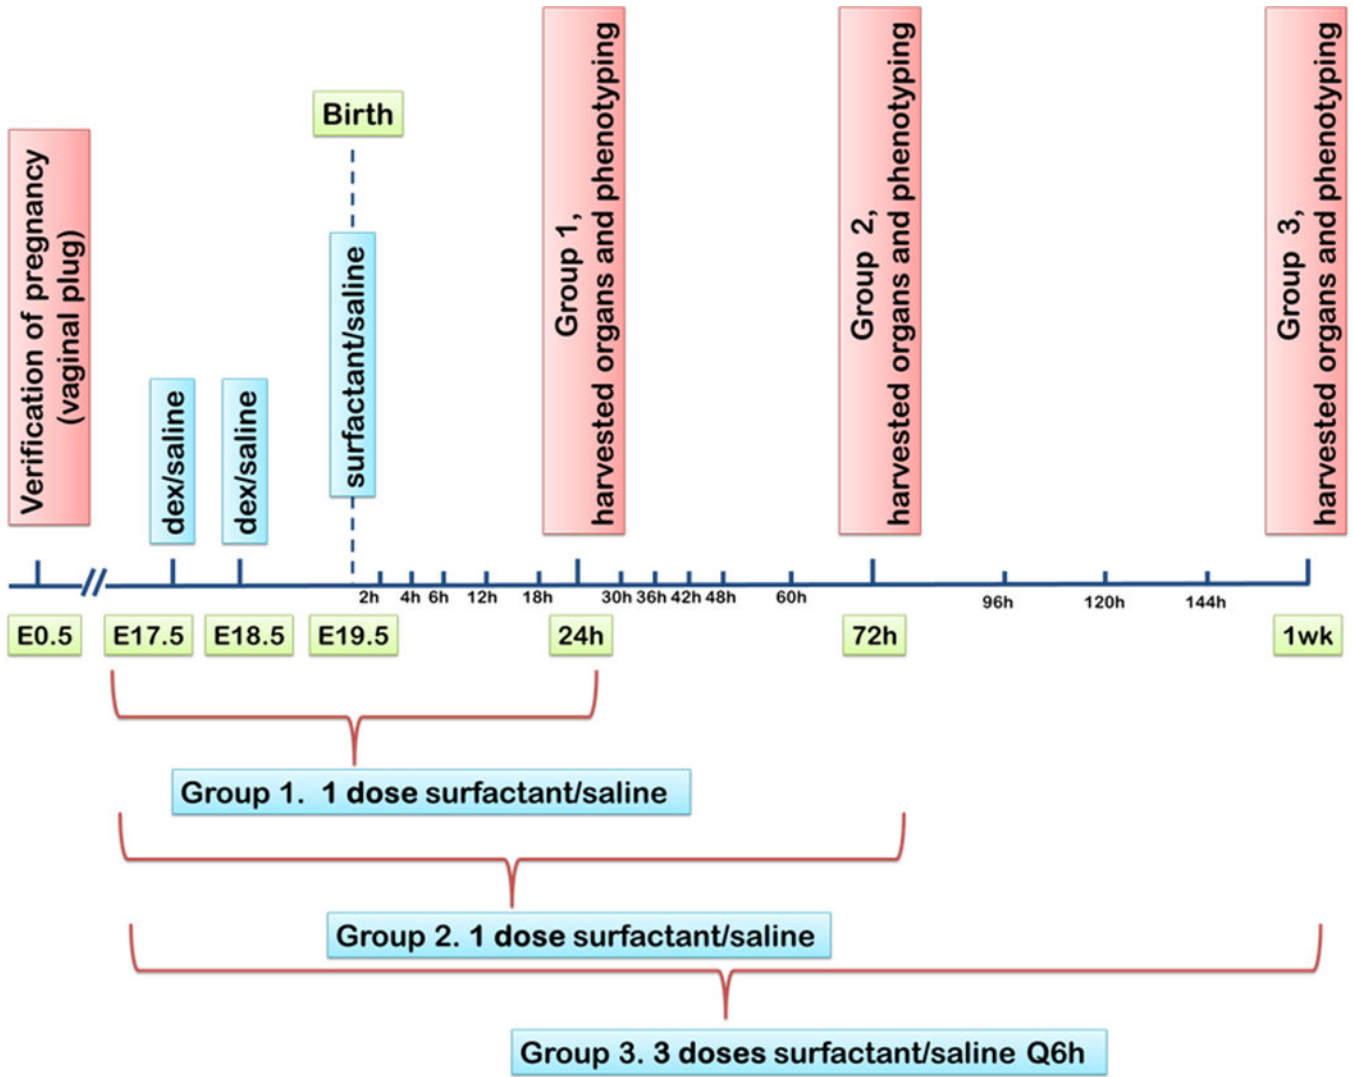 Birth
Verification of pregnancy
(vaginal plug)
dex/saline
dex/saline
surfactant/saline
Group 1,
harvested organs and phenotyping
Group 2,
harvested organs and phenotyping
Group 3,
harvested organs and phenotyping
2h 4h 6h 12h 18h 30h 36h 42h 48h 60h 96h 120h 144h
E0.5 E17.5 E18.5 E19.5 24h 72h 1wk
Group 1. 1 dose surfactant/saline
Group 2. 1 dose surfactant/saline
Group 3. 3 doses surfactant/saline Q6h